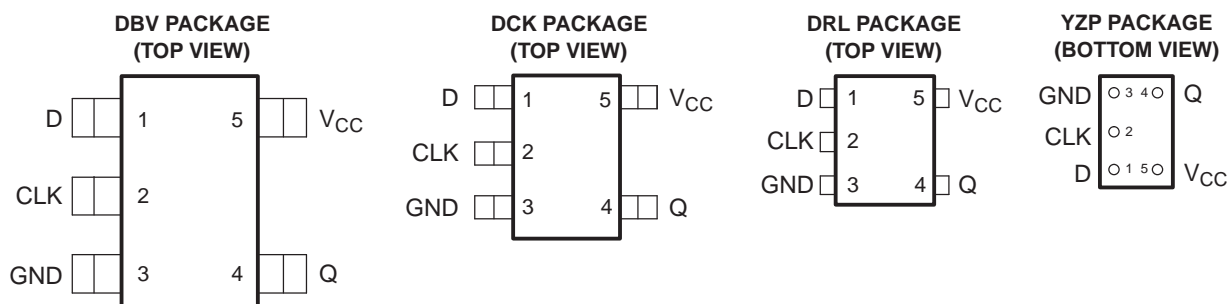 DBV PACKAGE
(TOP VIEW)
D 1 5 VCC
CLK 2
GND 3 4 Q
DCK PACKAGE
(TOP VIEW)
D 1 5 VCC
CLK 2
GND 3 4 Q
DRL PACKAGE
(TOP VIEW)
D 1 5 VCC
CLK 2
GND 3 4 Q
YZP PACKAGE
(BOTTOM VIEW)
GND 3 4 Q
CLK 2
D 1 5 VCC